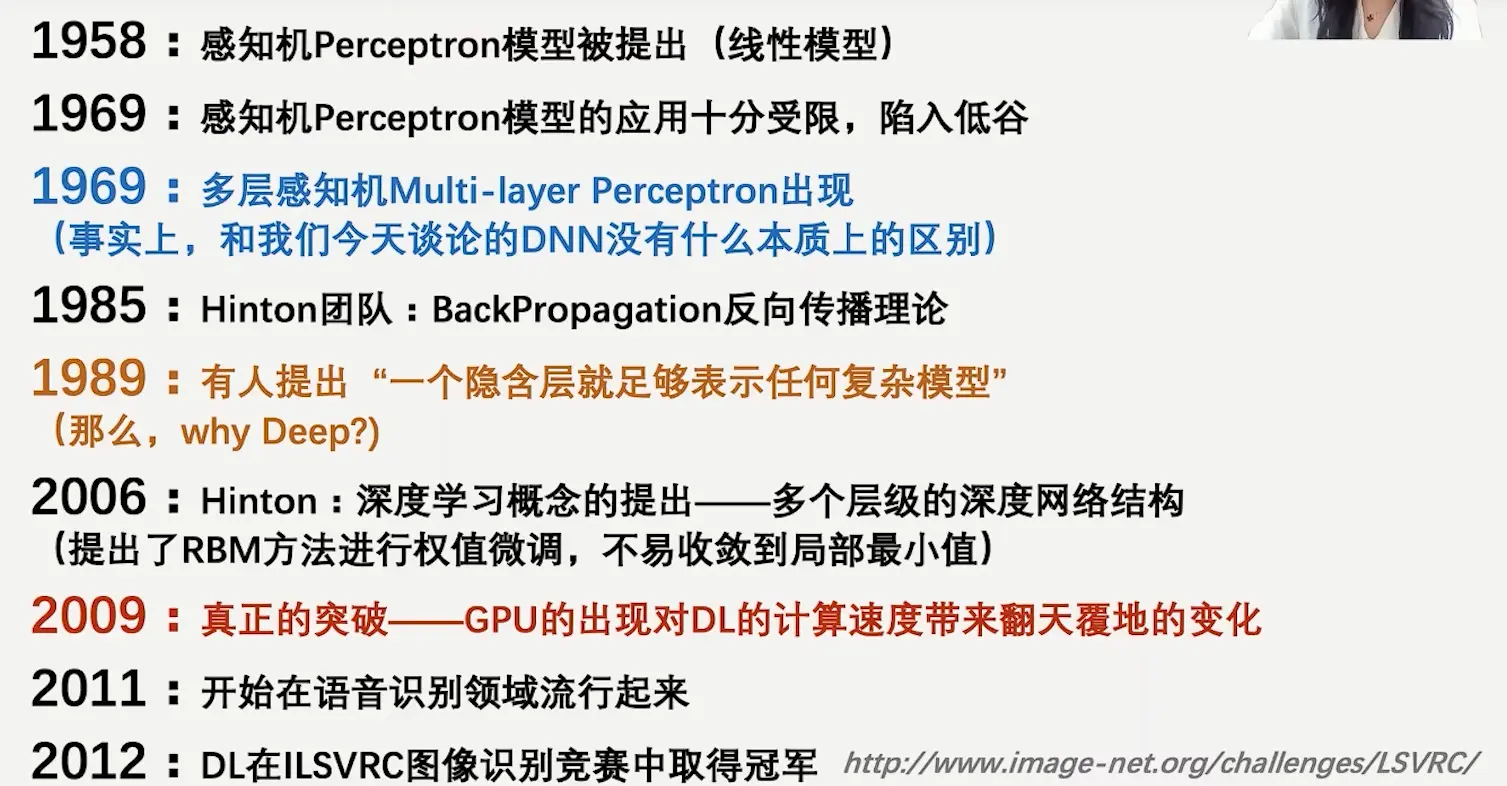 1958：感知机Perceptron模型被提出（线性模型）
1969：感知机Perceptron模型的应用十分受限，陷入低谷
1969：多层感知机Multi-layer Perceptron出现
（事实上，和我们今天谈论的DNN没有什么本质上的区别）
1985：Hinton团队：BackPropagation反向传播理论
1989：有人提出 “一个隐含层就足够表示任何复杂模型”
（那么，why Deep?)
2006：Hinton：深度学习概念的提出——多个层级的深度网络结构
（提出了RBM方法进行权值微调，不易收敛到局部最小值）
2009：真正的突破——GPU的出现对DL的计算速度带来翻天覆地的变化
2011：开始在语音识别领域流行起来
2012：DL在ILSVRC图像识别竞赛中取得冠军 http://www.image-net.org/challenges/LSVRC/